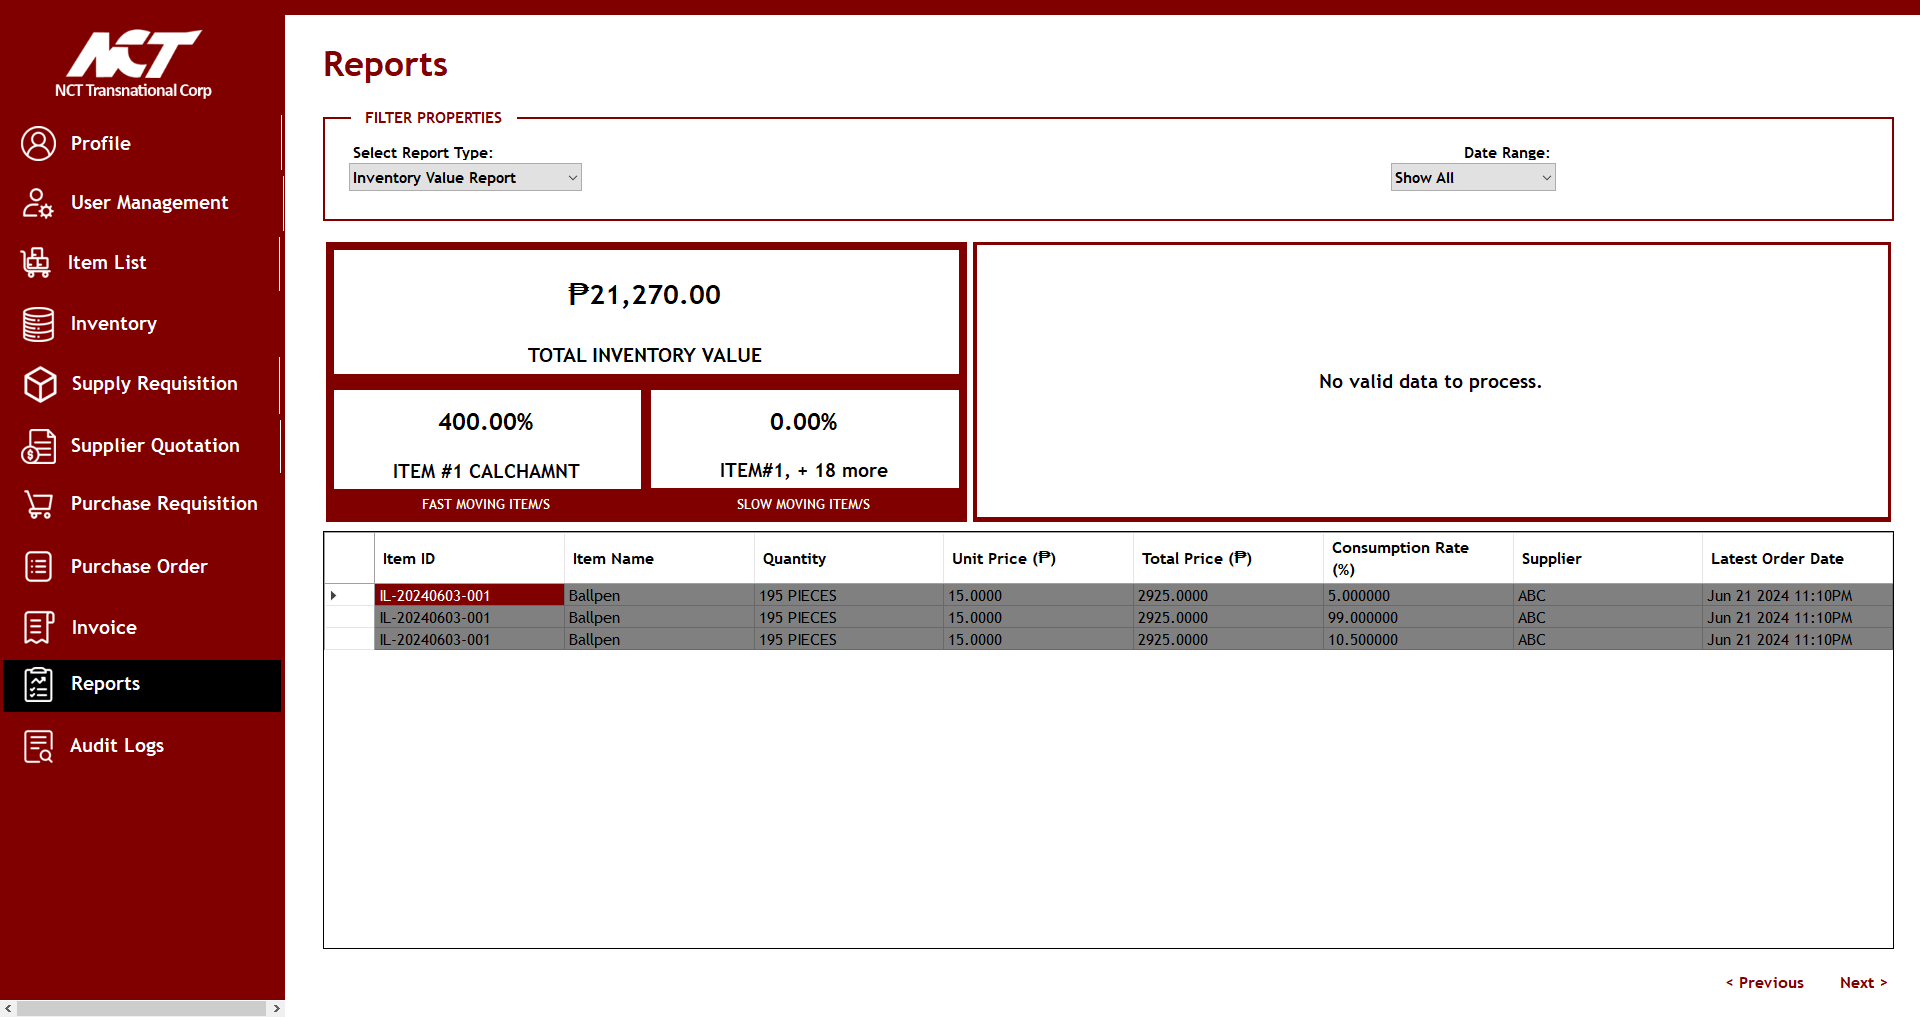 NCT
NCT Transnational Corp
Profile
User Management
Item List
Inventory
Supply Requisition
Supplier Quotation
Purchase Requisition
Purchase Order
Invoice
Reports
Audit Logs
Reports
FILTER PROPERTIES
Select Report Type:
Inventory Value Report
Date Range:
Show All
₱21,270.00
TOTAL INVENTORY VALUE
400.00%
ITEM #1 CALCHAMNT
FAST MOVING ITEM/S
0.00%
ITEM#1, + 18 more
SLOW MOVING ITEM/S
No valid data to process.
Item ID Item Name Quantity Unit Price (₱) Total Price (₱) Consumption Rate (%) Supplier Latest Order Date
IL-20240603-001 Ballpen 195 PIECES 15.0000 2925.0000 5.000000 ABC Jun 21 2024 11:10PM
IL-20240603-001 Ballpen 195 PIECES 15.0000 2925.0000 99.000000 ABC Jun 21 2024 11:10PM
IL-20240603-001 Ballpen 195 PIECES 15.0000 2925.0000 10.500000 ABC Jun 21 2024 11:10PM
< Previous Next >